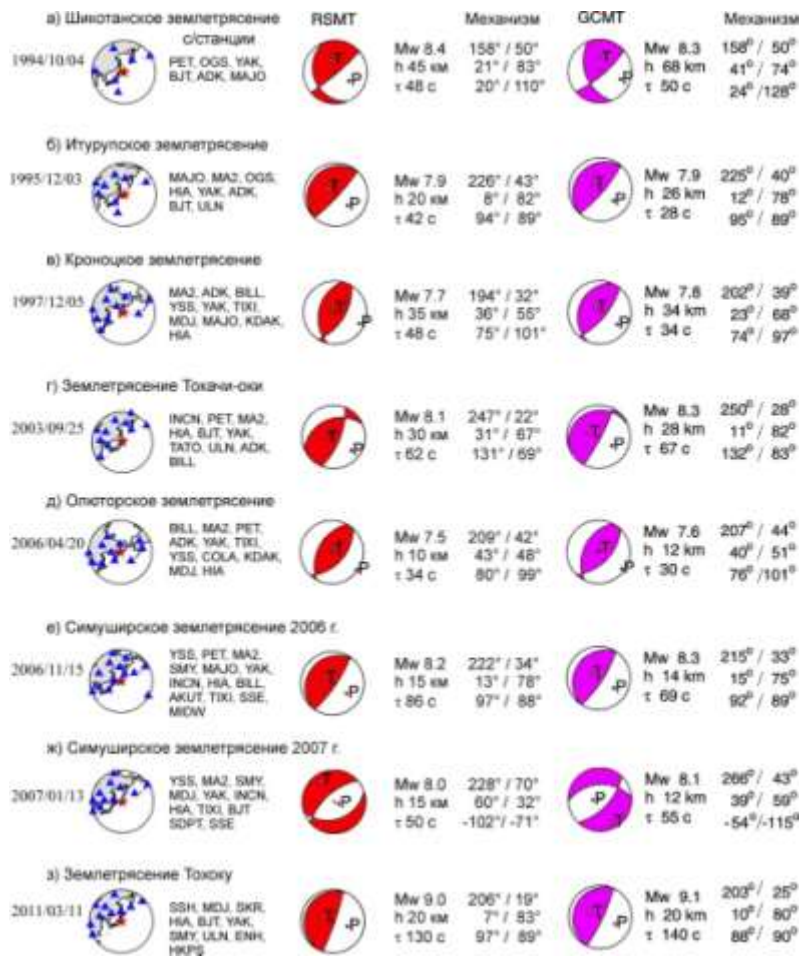 а) Шикотанское землетрясение RSMT Механизм GCMT Механизм
с/станции
1994/10/04 PET, OGS, YAK, Mw 8.4 158° / 50° Mw 8.3 158° / 50°
BJT, ADK, MAJO T P h 45 км 21° / 83° T P h 68 km 41° / 74°
τ 48 с 20° / 110° τ 50 с 24° /128°
б) Итурупское землетрясение
1995/12/03 MAJO, MA2, OGS, Mw 7.9 226° / 43° Mw 7.9 225° / 40°
HIA, YAK, ADK, T P h 20 км 8° / 82° T P h 26 km 12° / 78°
BJT, ULN τ 42 с 94° / 89° τ 28 с 95° / 89°
в) Кроноцкое землетрясение
1997/12/05 MA2, ADK, BILL, Mw 7.7 194° / 32° Mw 7.8 202° / 39°
YSS, YAK, TIXI, T P h 35 км 36° / 55° T P h 34 km 23° / 68°
MDJ, MAJO, KDAK, τ 48 с 75° / 101° τ 34 с 74° / 97°
HIA
г) Землетрясение Токачи-оки
2003/09/25 INCN, PET, MA2, Mw 8.1 247° / 22° Mw 8.3 250° / 28°
HIA, BJT, YAK, T P h 30 км 31° / 67° T P h 28 km 11° / 82°
TATO, ULN, ADK, τ 62 с 131° / 69° τ 67 с 132° / 83°
BILL
д) Олюторское землетрясение
2006/04/20 BILL, MA2, PET, Mw 7.5 209° / 42° Mw 7.6 207° / 44°
ADK, YAK, TIXI, T P h 10 км 43° / 48° T P h 12 km 40° / 51°
YSS, COLA, KDAK, τ 34 с 80° / 99° τ 30 с 76° /101°
MDJ, HIA
е) Симуширское землетрясение 2006 г.
2006/11/15 YSS, PET, MA2, Mw 8.2 222° / 34° Mw 8.3 215° / 33°
SMY, MAJO, YAK, T P h 15 км 13° / 78° T P h 14 km 15° / 75°
INCN, HIA, BILL, τ 86 с 97° / 88° τ 69 с 92° / 89°
AKUT, TIXI, SSE,
MIDW
ж) Симуширское землетрясение 2007 г.
2007/01/13 YSS, MA2, SMY, T Mw 8.0 228° / 70° Mw 8.1 266° / 43°
MDJ, YAK, INCN, P h 15 км 60° / 32° P h 12 km 39° / 59°
HIA, TIXI, BJT τ 50 с -102°/ -71° T τ 55 с -54°/-115°
SDPT, SSE
з) Землетрясение Тохоку
2011/03/11 SSH, MDJ, SKR, Mw 9.0 206° / 19° Mw 9.1 203° / 25°
HIA, BJT, YAK, T P h 20 км 7° / 83° T P h 20 km 10° / 80°
SMY, ULN, ENH, τ 130 с 97° / 89° τ 140 с 88° / 90°
HKPS